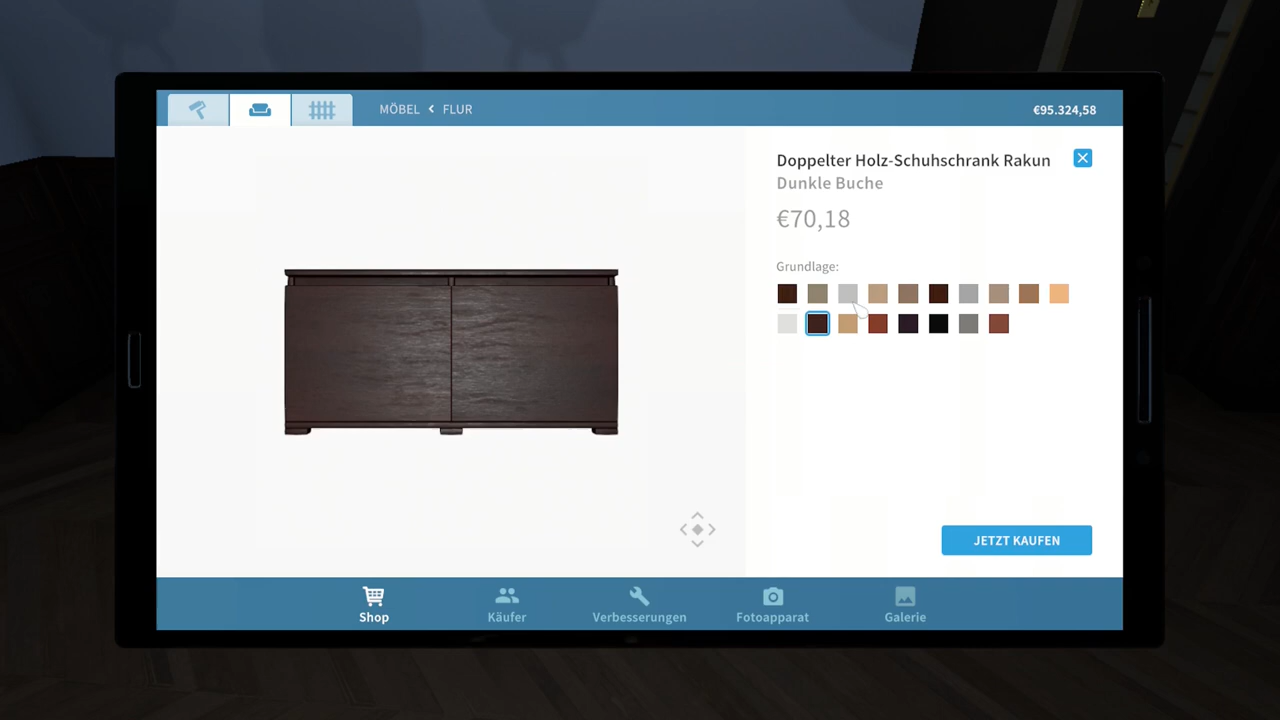 MÖBEL < FLUR
€95.324,58
Doppelter Holz-Schuhschrank Rakun
Dunkle Buche
€70,18
Grundlage:
JETZT KAUFEN
Shop
Käufer
Verbesserungen
Fotoapparat
Galerie